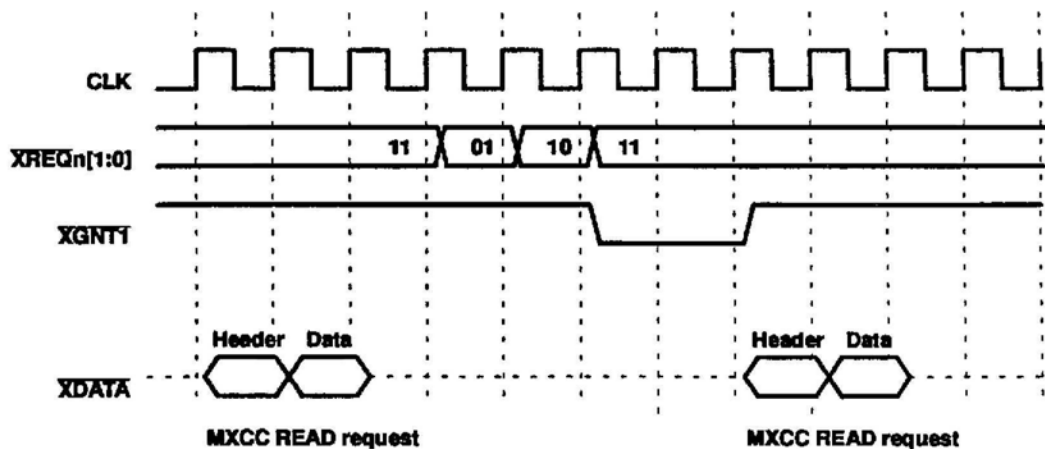 CLK
XREQn[1:0] 11 01 10 11
XGNT1
Header Data Header Data
XDATA
MXCC READ request MXCC READ request